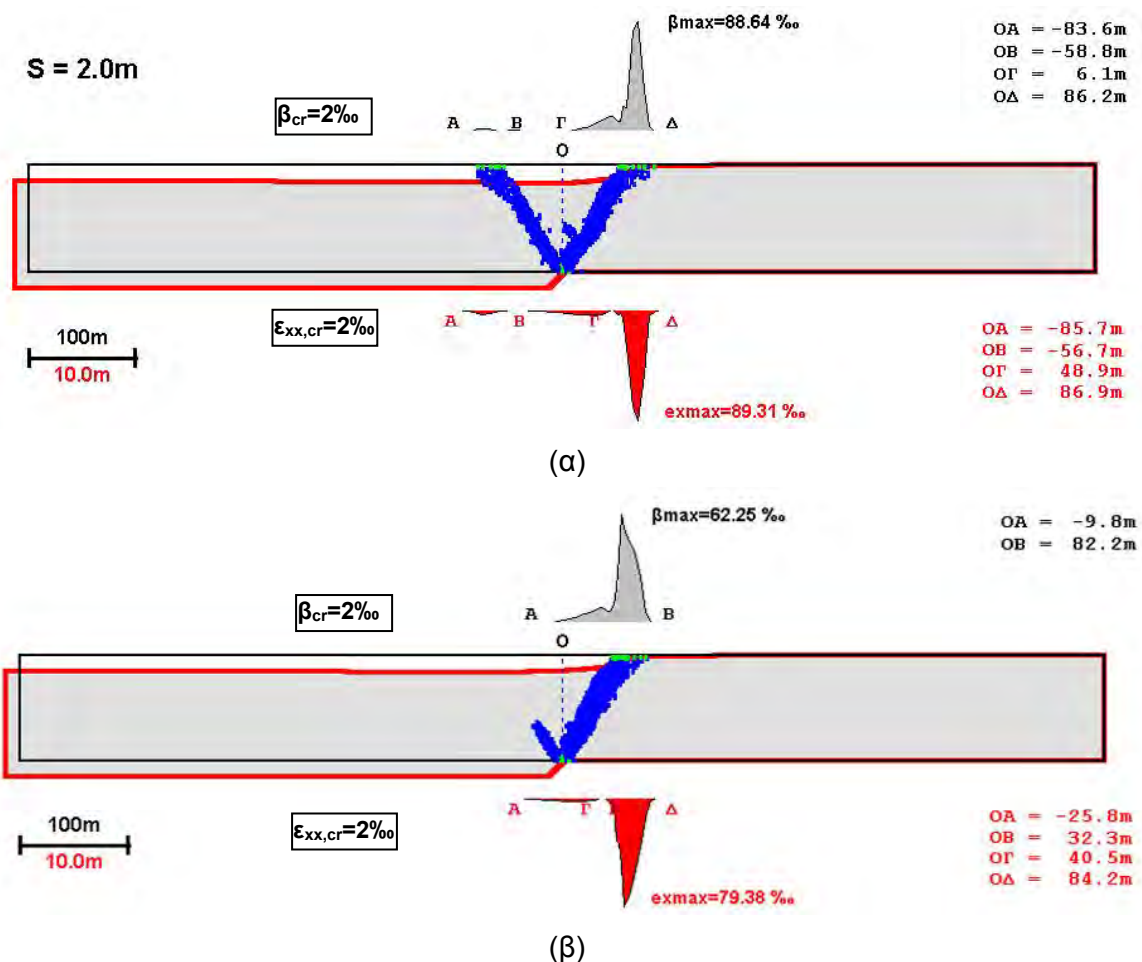 βmax=88.64 ‰
OA = -83.6m
OB = -58.8m
OΓ = 6.1m
OΔ = 86.2m
S = 2.0m
βcr=2‰
A B Γ Δ
O
εxx,cr=2‰
A B Γ Δ
100m
10.0m
OA = -85.7m
OB = -56.7m
OΓ = 48.9m
OΔ = 86.9m
exmax=89.31 ‰
(α)
βmax=62.25 ‰
OA = -9.8m
OB = 82.2m
βcr=2‰
A B
O
εxx,cr=2‰
A Γ Δ
100m
10.0m
OA = -25.8m
OB = 32.3m
OΓ = 40.5m
OΔ = 84.2m
exmax=79.38 ‰
(β)